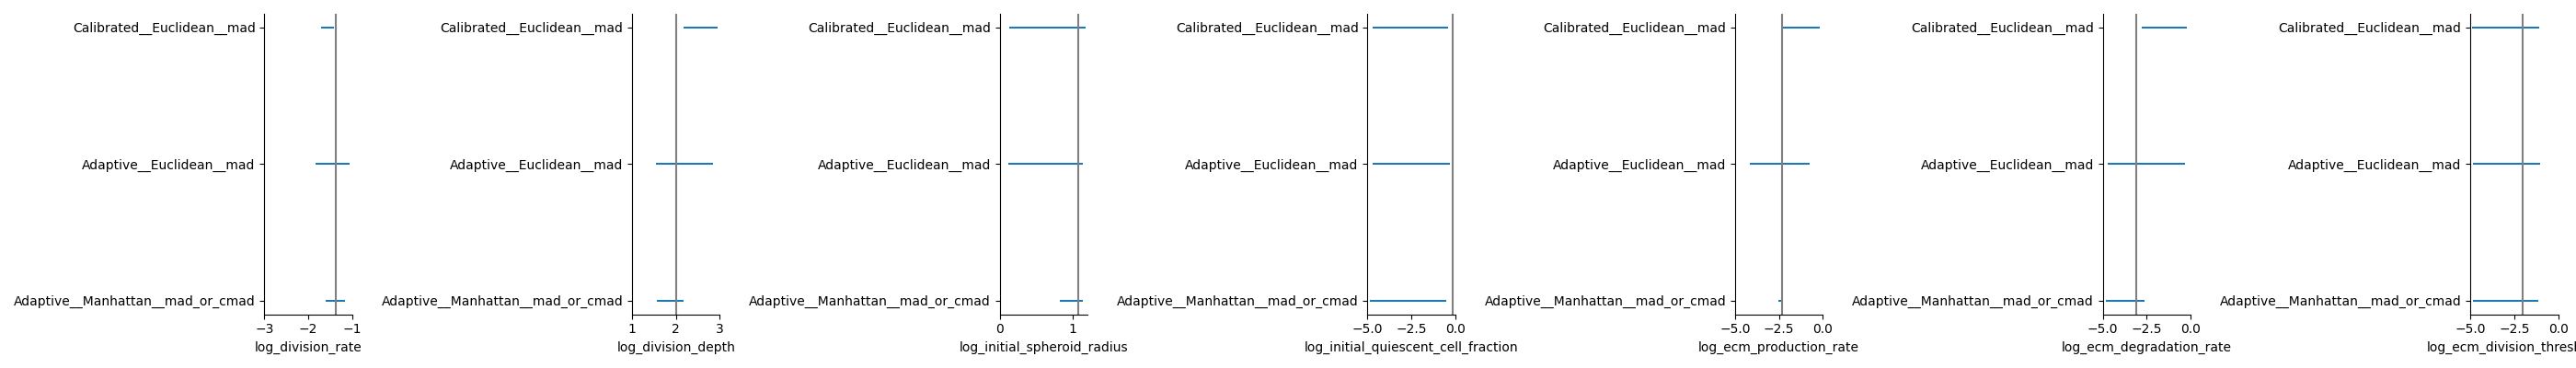 Calibrated__Euclidean__mad
Adaptive__Euclidean__mad
Adaptive__Manhattan__mad_or_cmad
−3 −2 −1
log_division_rate
Calibrated__Euclidean__mad
Adaptive__Euclidean__mad
Adaptive__Manhattan__mad_or_cmad
1 2 3
log_division_depth
Calibrated__Euclidean__mad
Adaptive__Euclidean__mad
Adaptive__Manhattan__mad_or_cmad
0 1
log_initial_spheroid_radius
Calibrated__Euclidean__mad
Adaptive__Euclidean__mad
Adaptive__Manhattan__mad_or_cmad
−5.0 −2.5 0.0
log_initial_quiescent_cell_fraction
Calibrated__Euclidean__mad
Adaptive__Euclidean__mad
Adaptive__Manhattan__mad_or_cmad
−5.0 −2.5 0.0
log_ecm_production_rate
Calibrated__Euclidean__mad
Adaptive__Euclidean__mad
Adaptive__Manhattan__mad_or_cmad
−5.0 −2.5 0.0
log_ecm_degradation_rate
Calibrated__Euclidean__mad
Adaptive__Euclidean__mad
Adaptive__Manhattan__mad_or_cmad
−5.0 −2.5 0.0
log_ecm_division_thresl